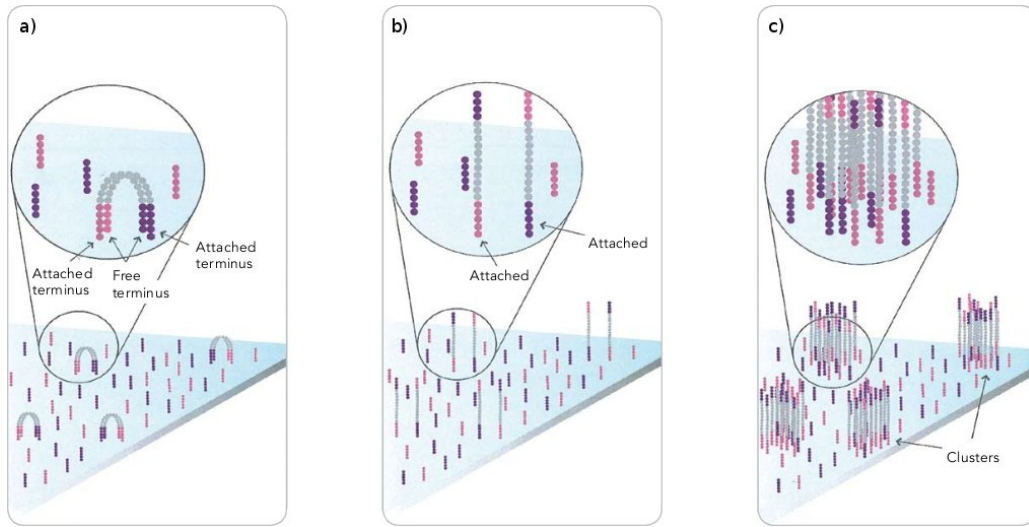 a)
Attached
terminus
Free
terminus
Attached
terminus
b)
Attached
Attached
c)
Clusters